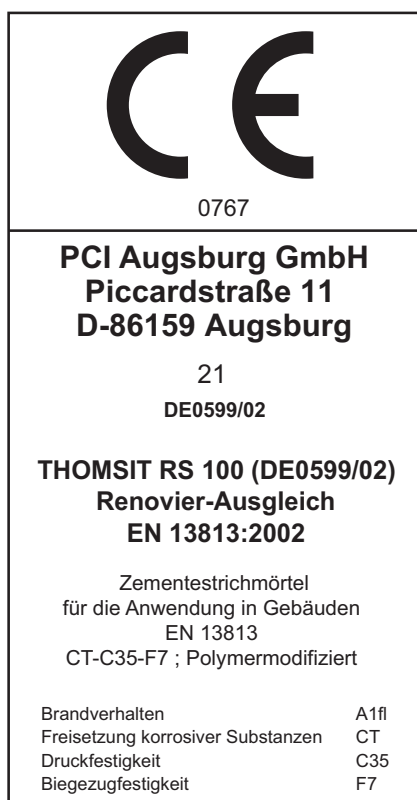 CE
0767
PCI Augsburg GmbH
Piccardstraße 11
D-86159 Augsburg
21
DE0599/02
THOMSIT RS 100 (DE0599/02)
Renovier-Ausgleich
EN 13813:2002
Zementestrichmörtel
für die Anwendung in Gebäuden
EN 13813
CT-C35-F7 ; Polymermodifiziert
Brandverhalten A1fl
Freisetzung korrosiver Substanzen CT
Druckfestigkeit C35
Biegezugfestigkeit F7